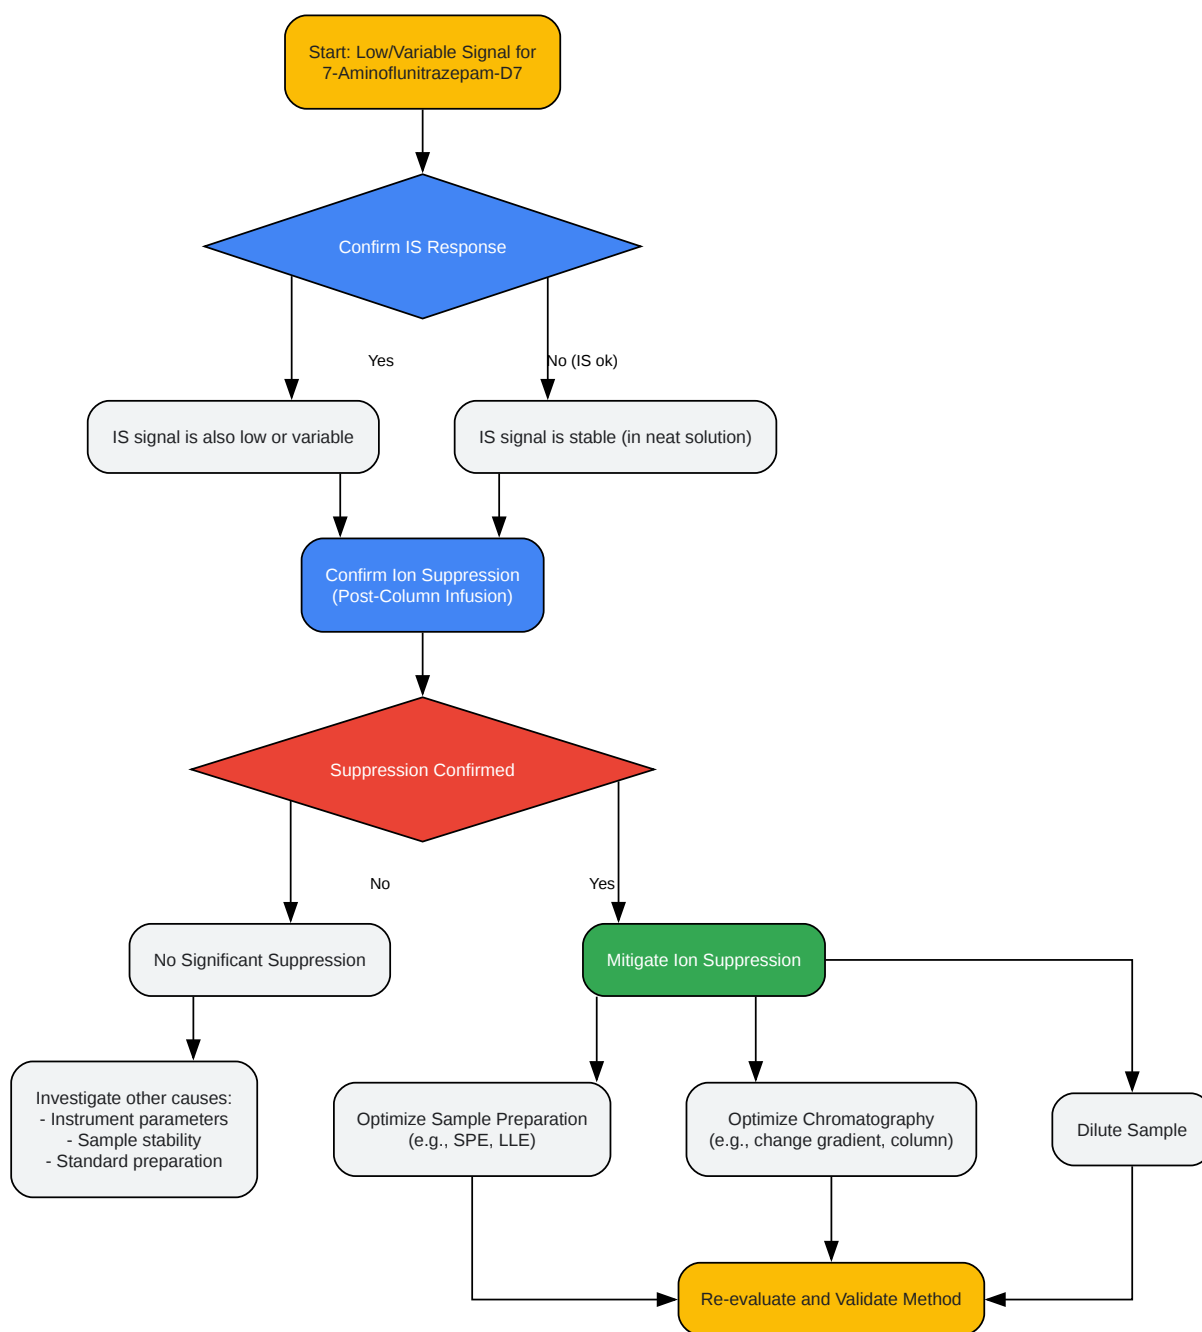 Start: Low/Variable Signal for
7-Aminoflunitrazepam-D7
Confirm IS Response
Yes
No (IS ok)
IS signal is also low or variable
IS signal is stable (in neat solution)
Confirm Ion Suppression
(Post-Column Infusion)
Suppression Confirmed
No
Yes
No Significant Suppression
Mitigate Ion Suppression
Investigate other causes:
- Instrument parameters
- Sample stability
- Standard preparation
Optimize Sample Preparation
(e.g., SPE, LLE)
Optimize Chromatography
(e.g., change gradient, column)
Dilute Sample
Re-evaluate and Validate Method